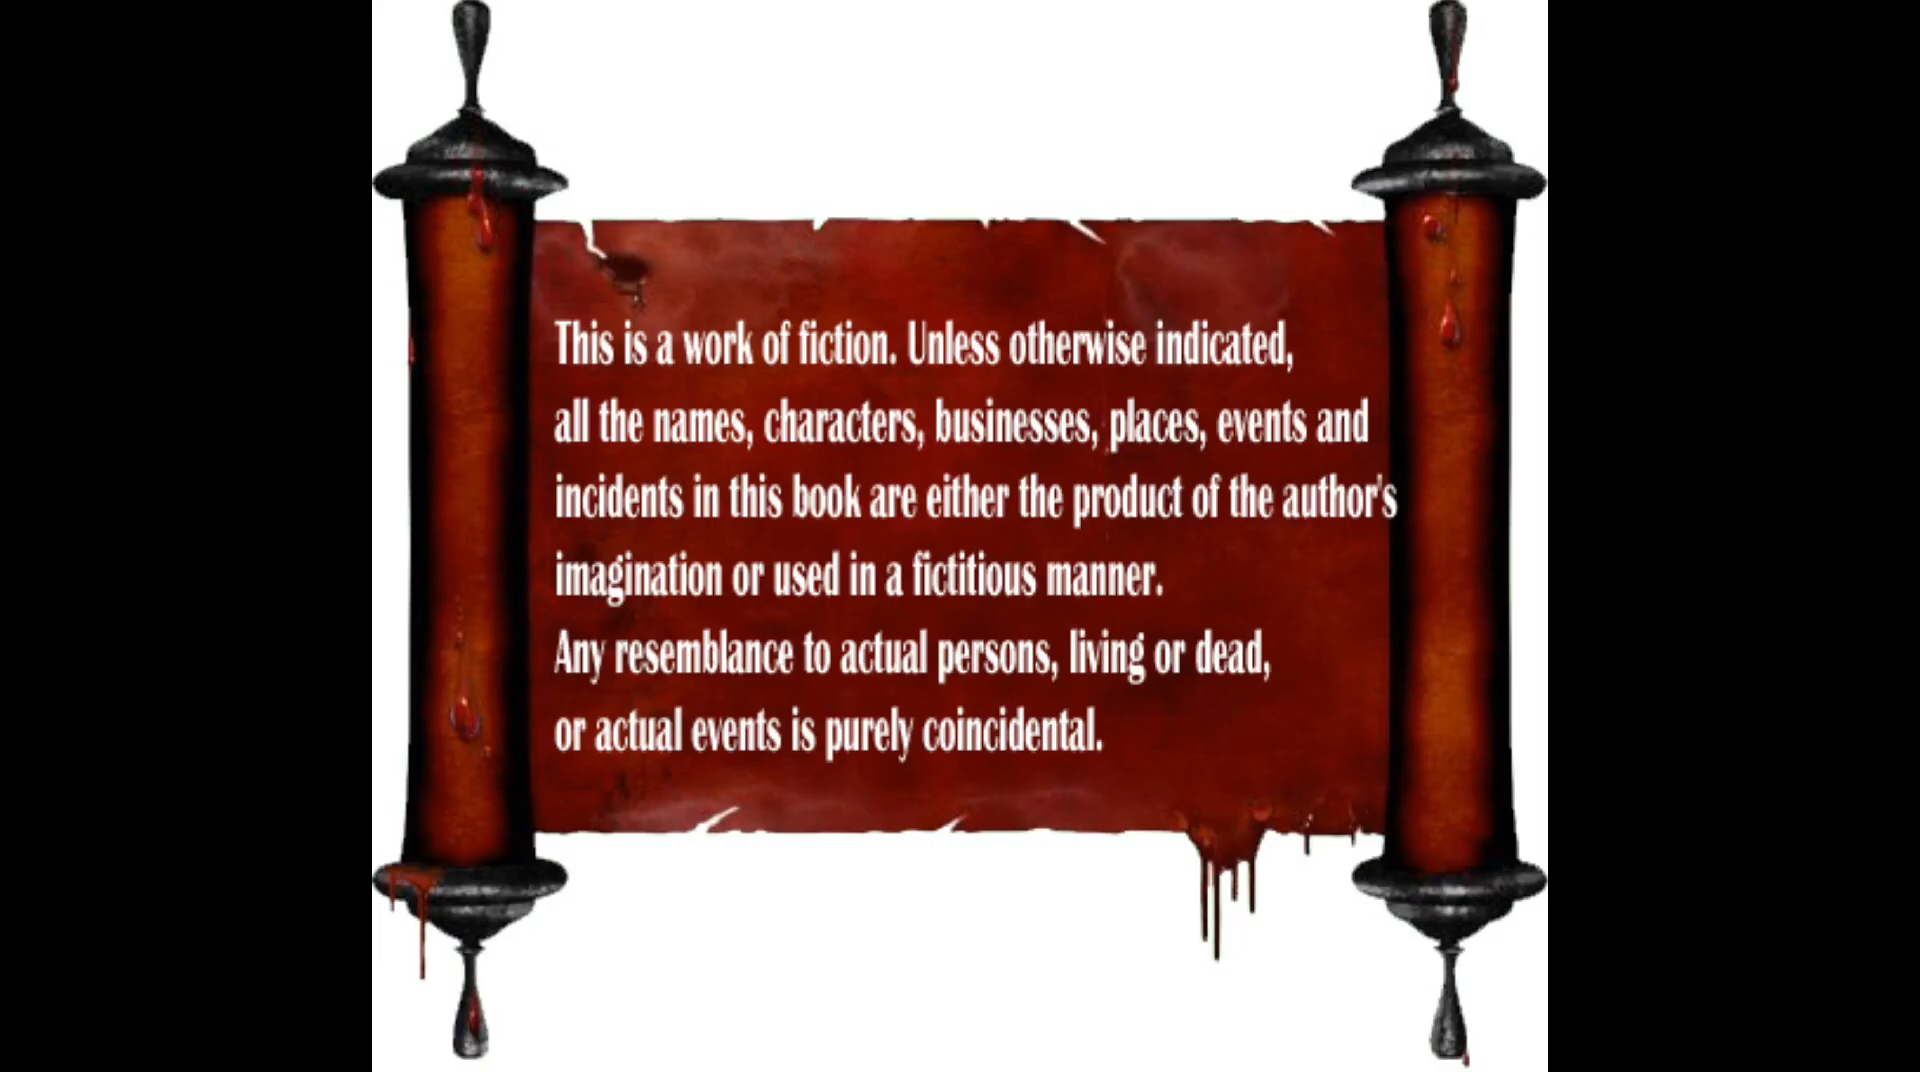 This is a work of fiction. Unless otherwise indicated,
all the names, characters, businesses, places, events and
incidents in this book are either the product of the author's
imagination or used in a fictitious manner.
Any resemblance to actual persons, living or dead,
or actual events is purely coincidental.